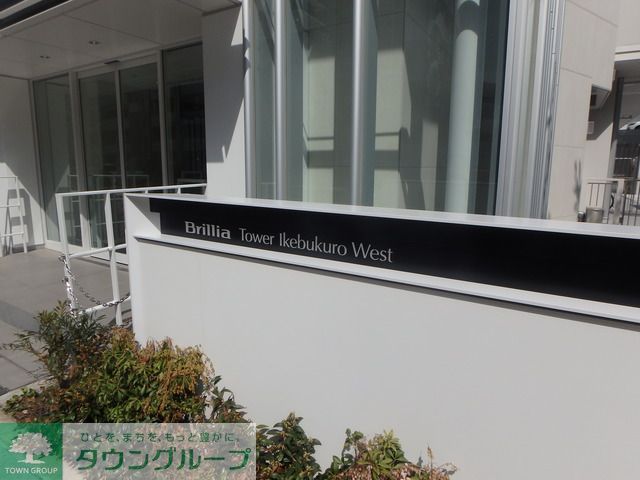 Brillia Tower Ikebukuro West
ひとを、まちを、もっと豊かに。
タウングループ
TOWN GROUP